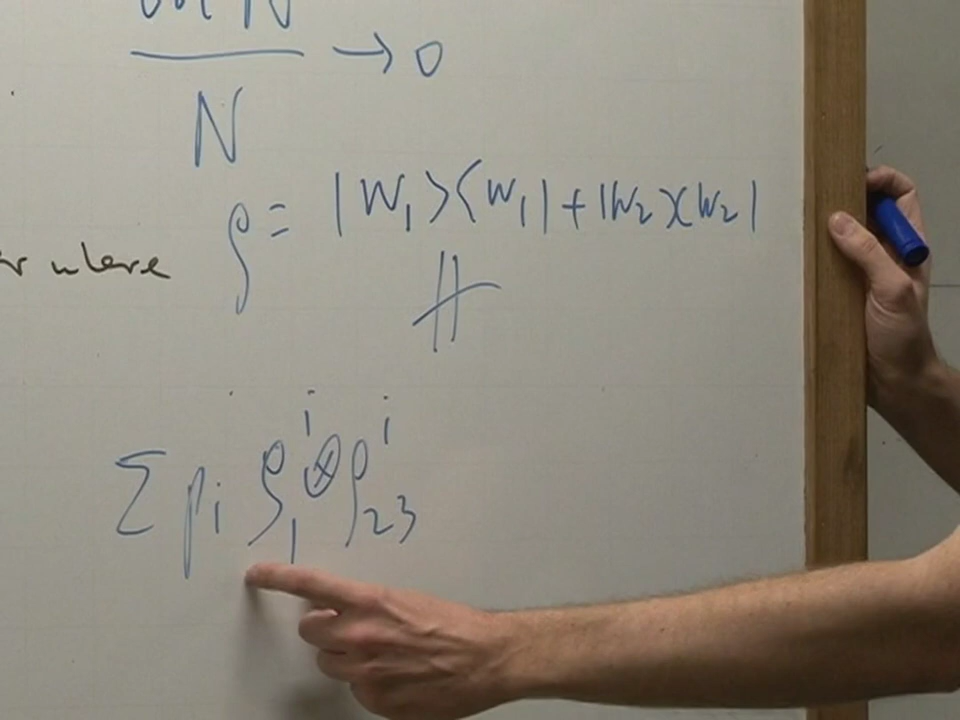 N
→ 0
N
ρ = |W₁⟩⟨W₁| + |W₂⟩⟨W₂|
where
∦
Σ pᵢ ρ₁ⁱ ⊗ ρ₂₃ⁱ